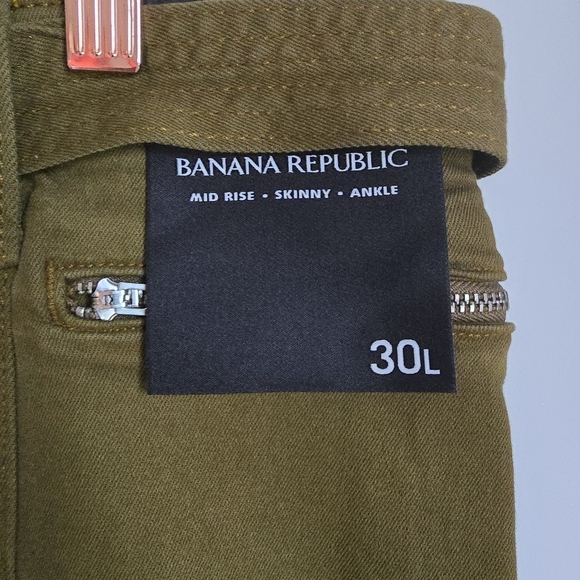 BANANA REPUBLIC
MID RISE • SKINNY • ANKLE
30L